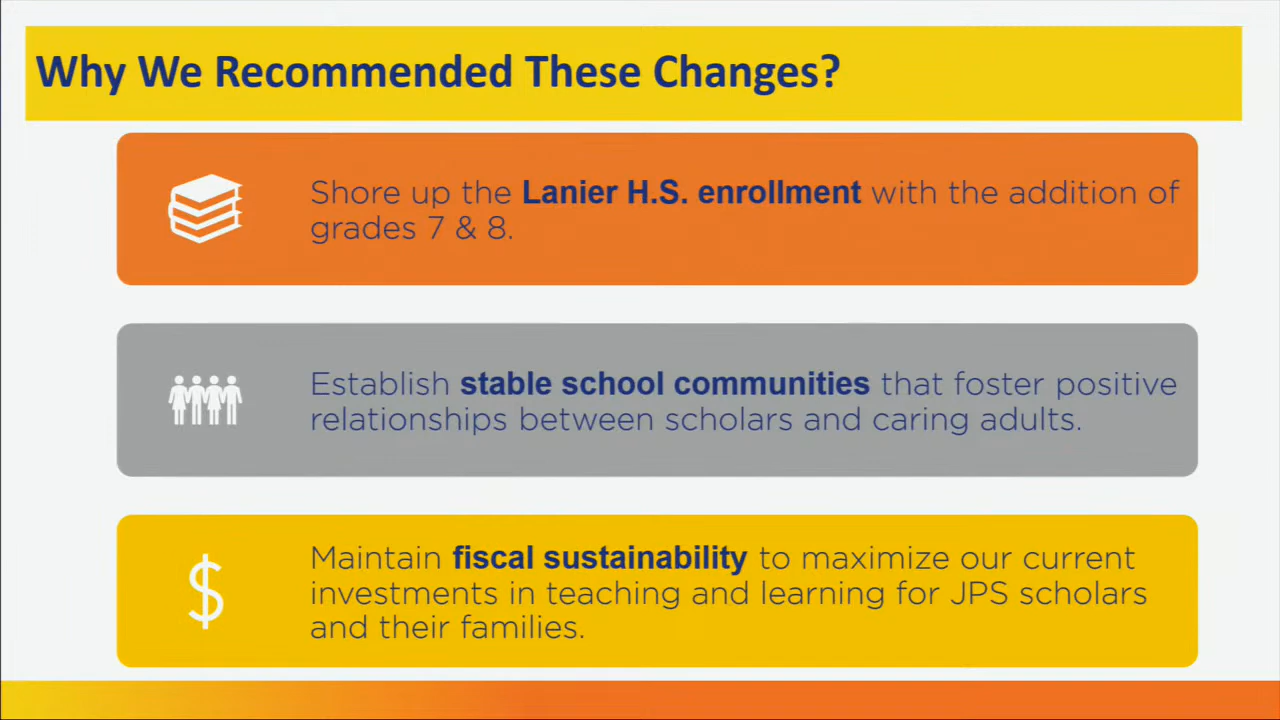 Why We Recommended These Changes?
Shore up the Lanier H.S. enrollment with the addition of
grades 7 & 8.
Establish stable school communities that foster positive
relationships between scholars and caring adults.
$
Maintain fiscal sustainability to maximize our current
investments in teaching and learning for JPS scholars
and their families.